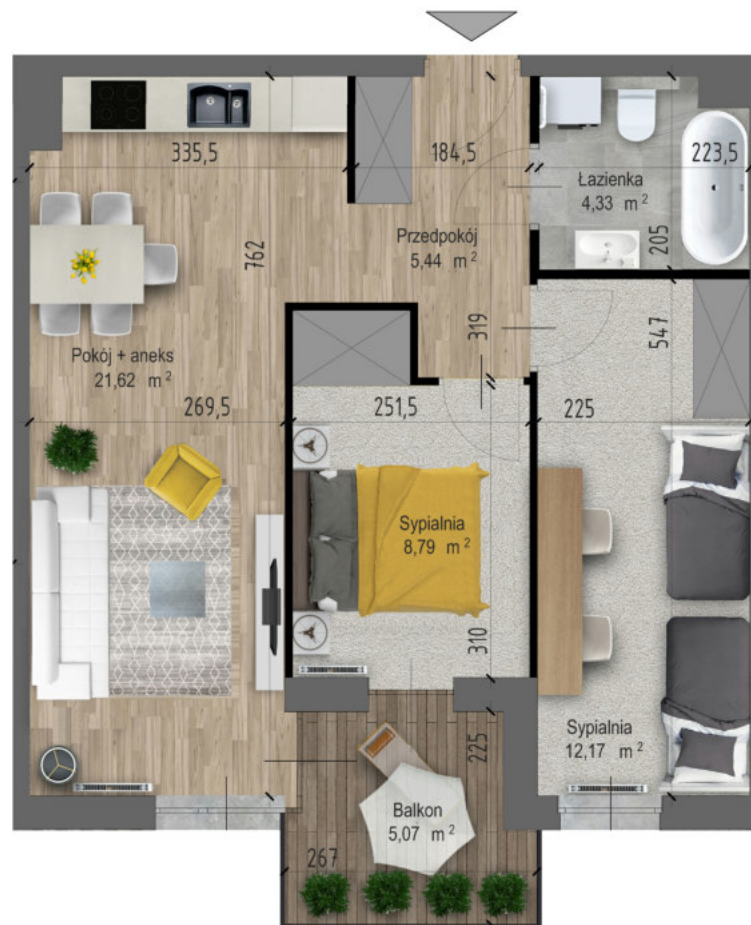 335,5
184,5
223,5
Łazienka
4,33 m²
205
762
Przedpokój
5,44 m²
319
547
Pokój + aneks
21,62 m²
269,5
251,5
225
Sypialnia
8,79 m²
310
Sypialnia
12,17 m²
225
Balkon
5,07 m²
267